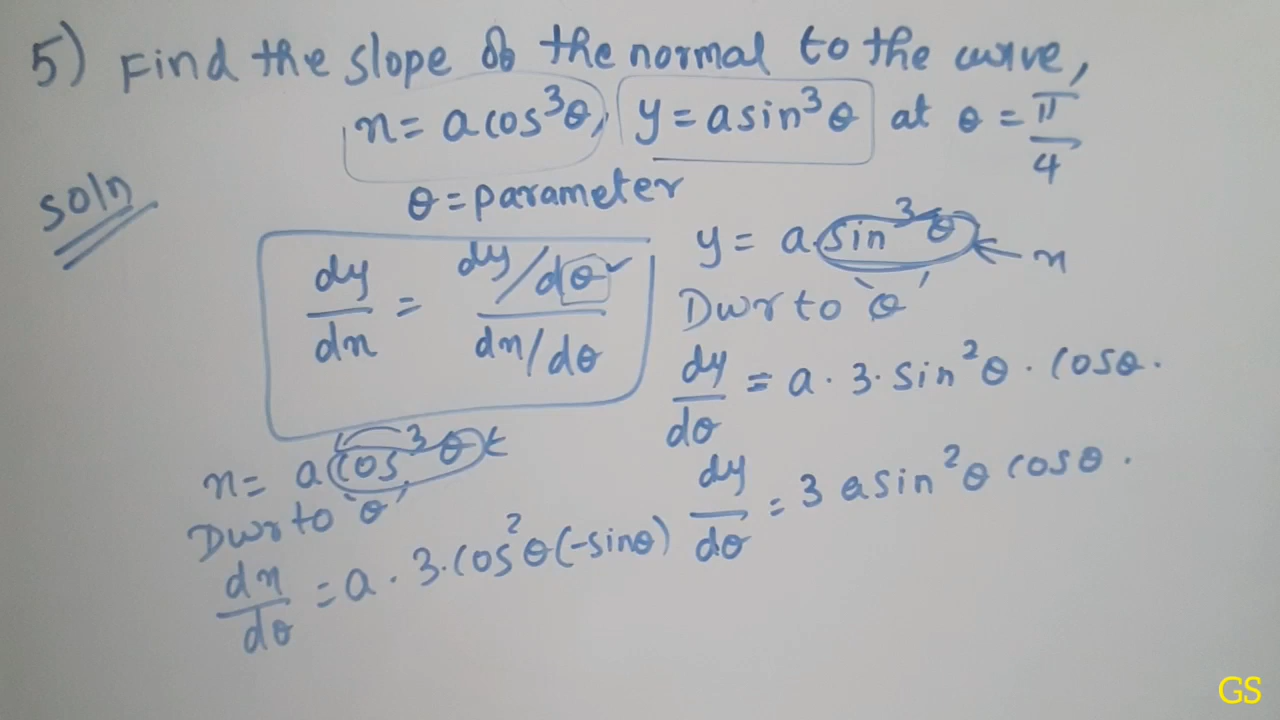 5) Find the slope of the normal to the curve,
x = a cos³θ, y = a sin³θ at θ = π/4
Soln
θ = parameter
dy/dx = (dy/dθ)/(dx/dθ)
y = a sin³θ ← x
Dwr to 'θ'
dy/dθ = a · 3 · sin²θ · cosθ.
dy/dθ = 3 a sin²θ cosθ.
x = a cos³θ
Dwr to 'θ'
dx/dθ = a · 3 · cos²θ (-sinθ)
GS